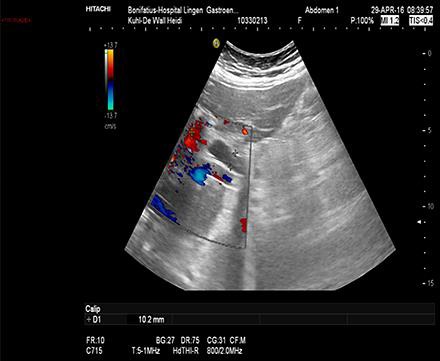 HITACHI Bonifatius-Hospital Lingen Gastroen... Abdomen 1 29-APR-16 08:39:57
Kuhl-De Wall Heidi 10330213 F P:100% MI 1.2 TIS<0.4
+13.7
-13.7
cm/s
0
5
10
15
Calip
+ D1 10.2 mm
FR:10 BG:27 DR:75 CG:31 CF:M
C715 T:5-1MHz HdTHI-R 800/2.0MHz